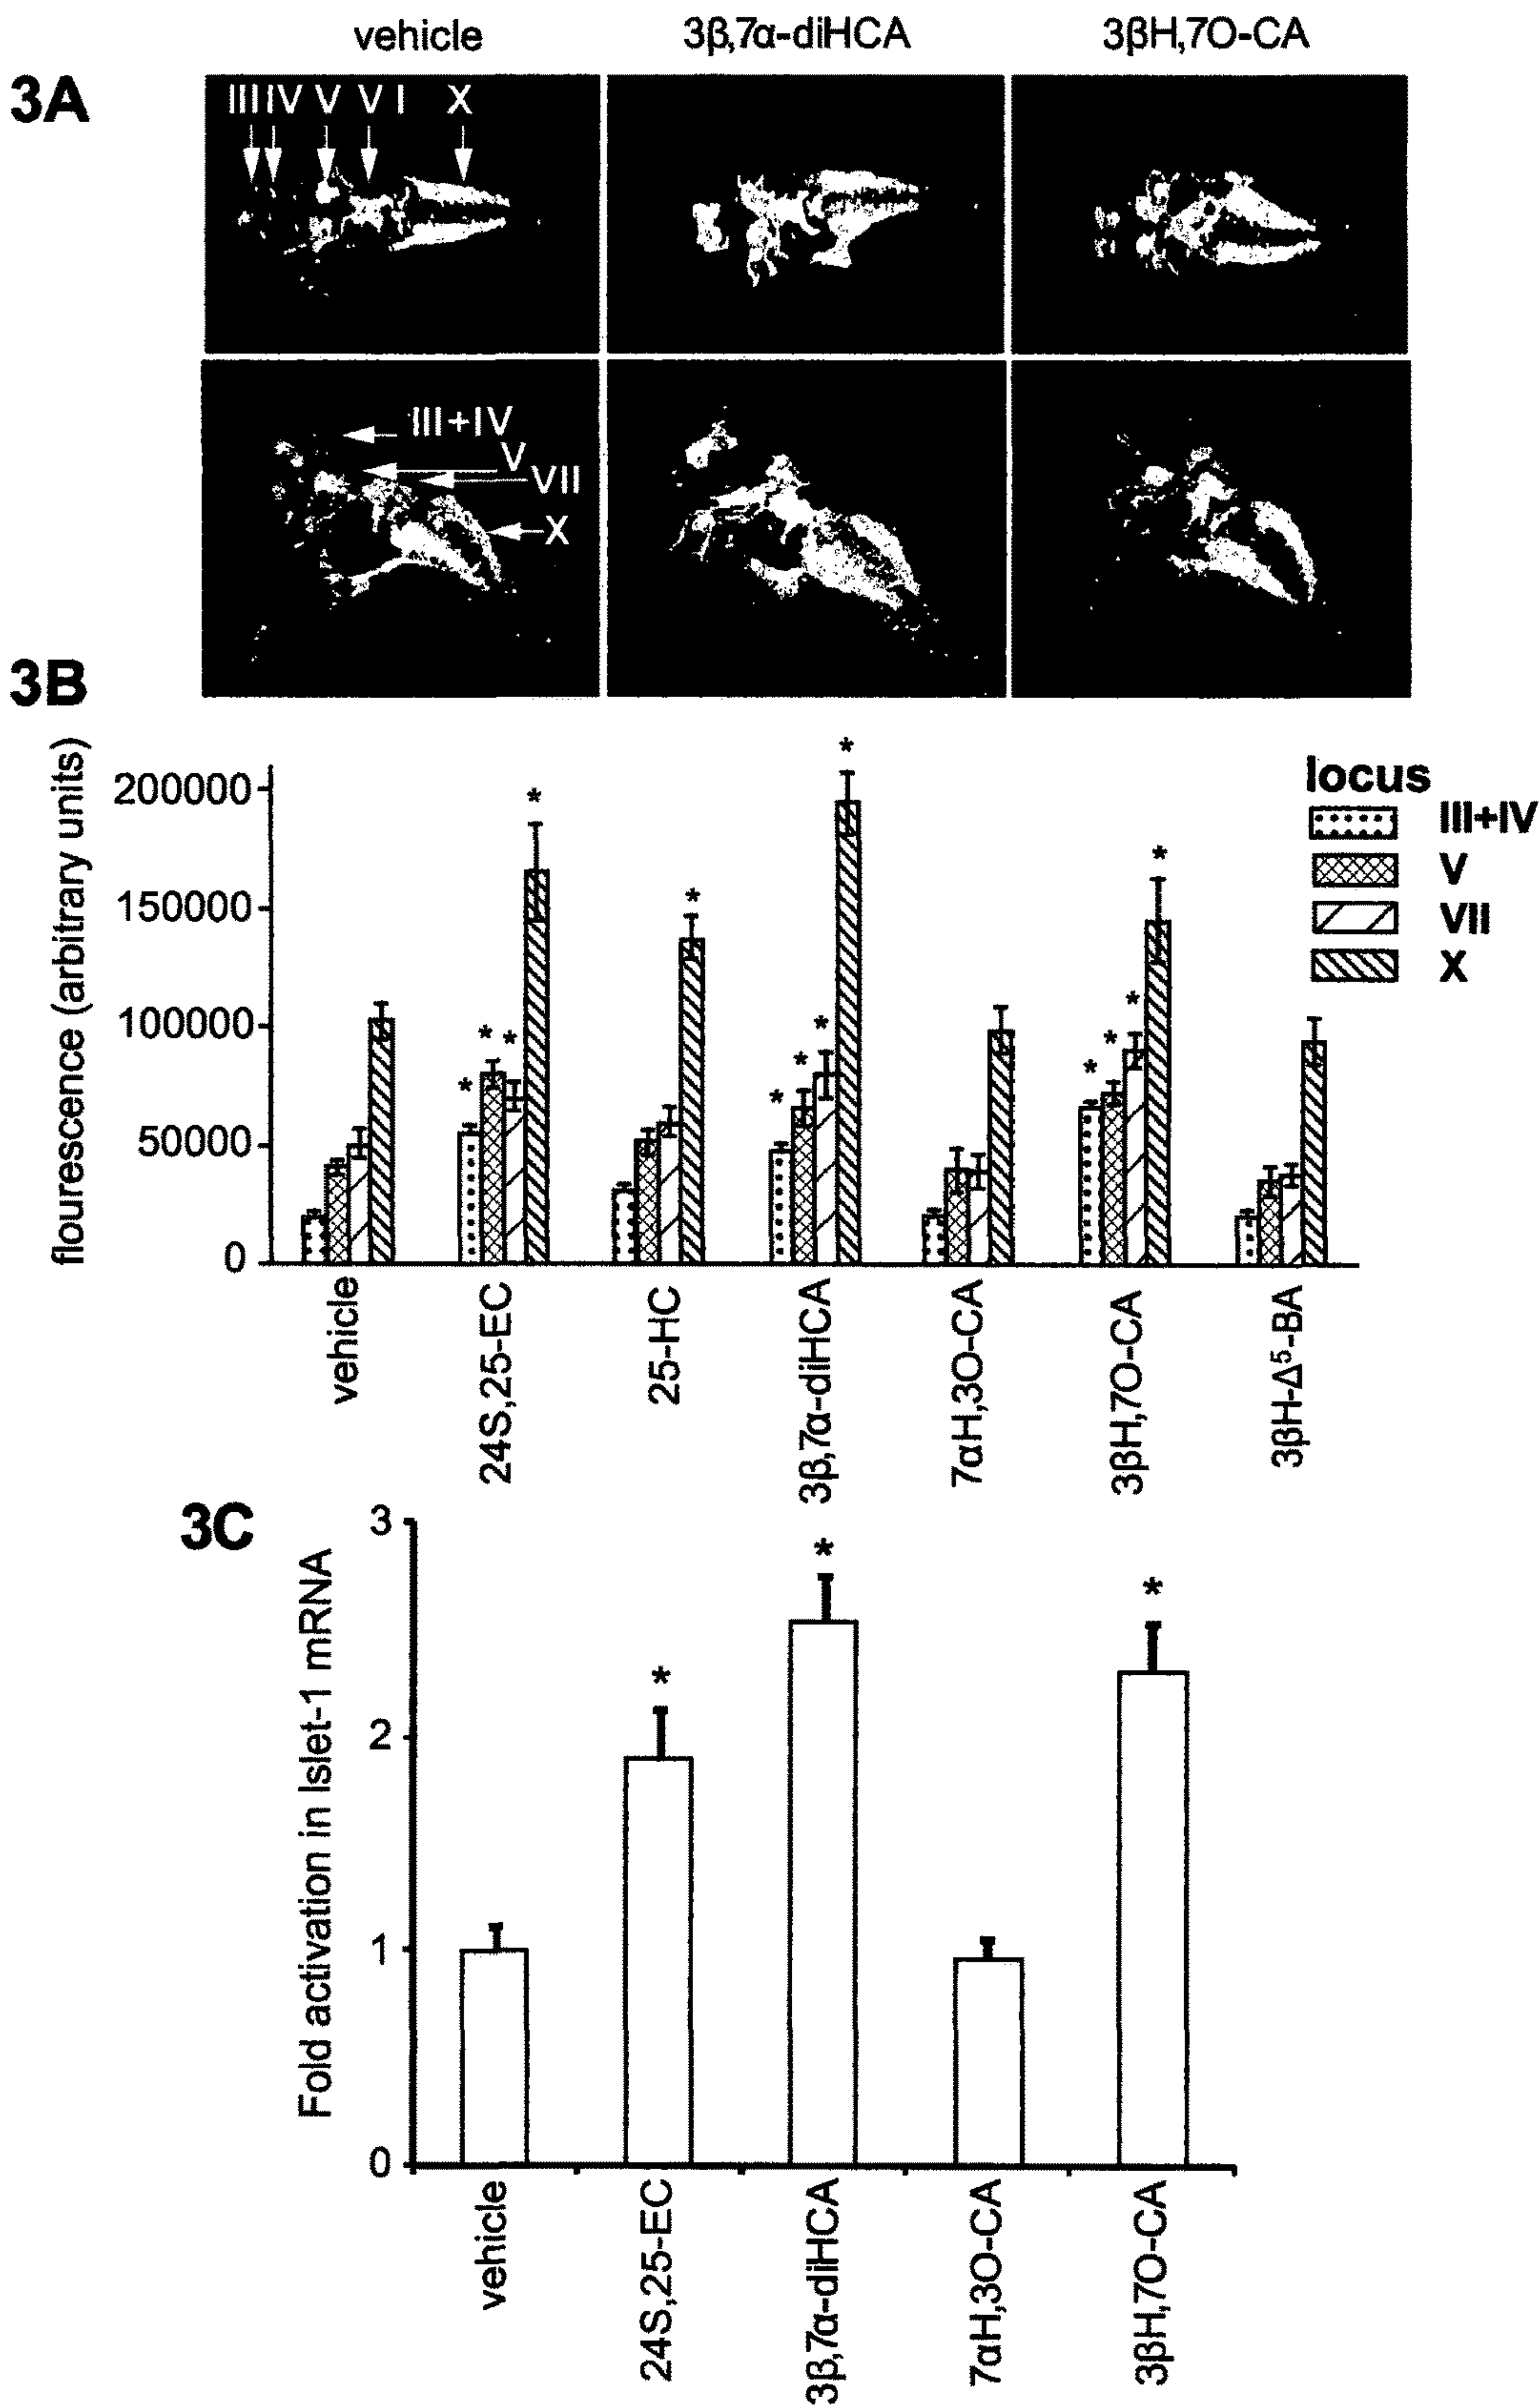 vehicle 3β,7α-diHCA 3βH,7O-CA
3A
III IV V V I X
III+IV
V
VII
X
3B
flourescence (arbitrary units)
200000
150000
100000
50000
0
* * * * * * * * * * * * *
locus
III+IV
V
VII
X
vehicle
24S,25-EC
25-HC
3β,7α-diHCA
7αH,3O-CA
3βH,7O-CA
3βH-Δ⁵-BA
3C
Fold activation in Islet-1 mRNA
3
2
1
0
* * *
vehicle
24S,25-EC
3β,7α-diHCA
7αH,3O-CA
3βH,7O-CA